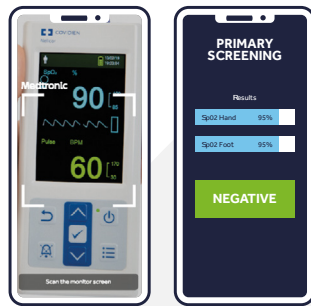 COVIDIEN
SpO₂ %
Medtronic
90
Pulse BPM
60
Scan the monitor screen
PRIMARY
SCREENING
Results
Sp02 Hand 95%
Sp02 Foot 95%
NEGATIVE